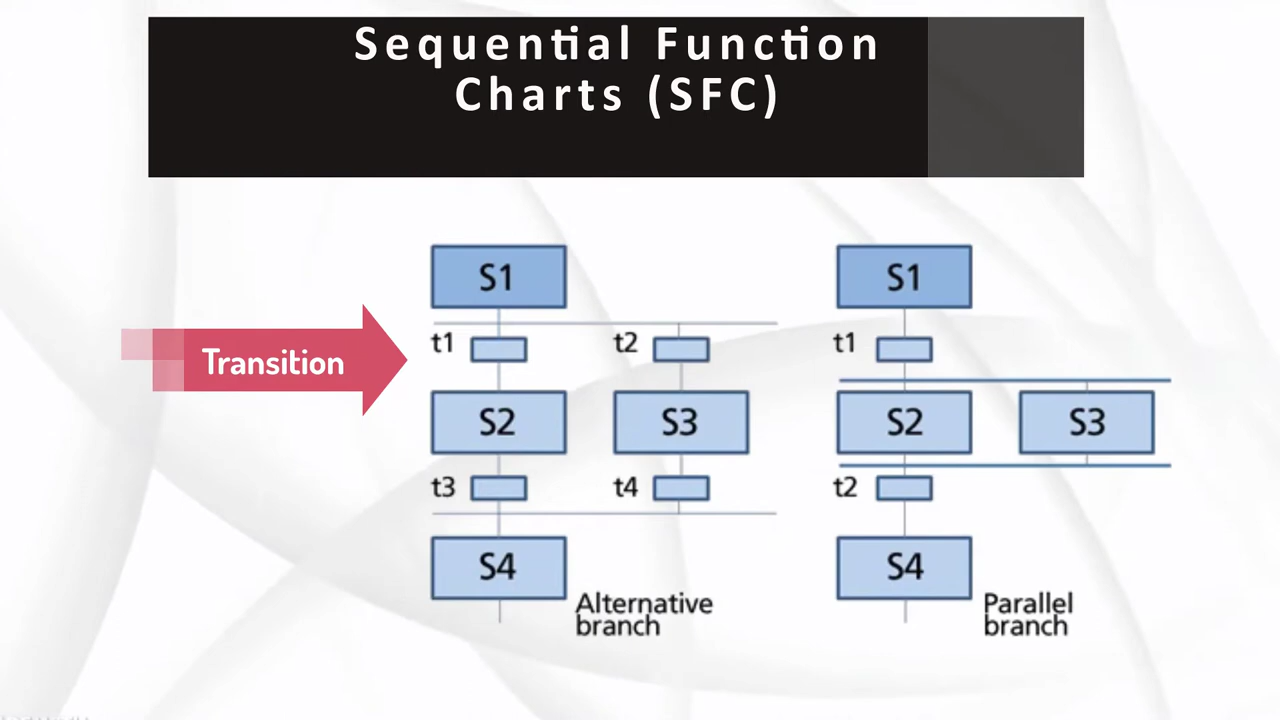 Sequential Function
Charts (SFC)
Transition
S1
t1
t2
S2
S3
t3
t4
S4
Alternative
branch
S1
t1
S2
S3
t2
S4
Parallel
branch